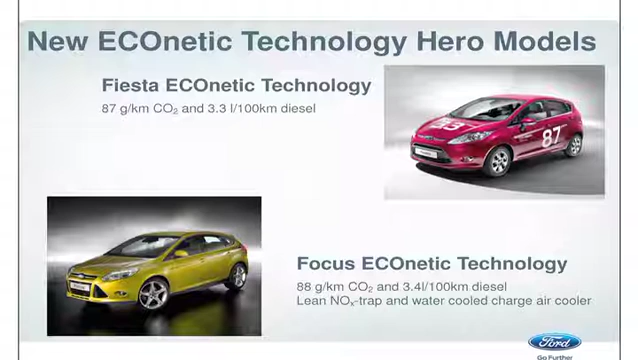 New ECOnetic Technology Hero Models
Fiesta ECOnetic Technology
87 g/km CO₂ and 3.3 l/100km diesel
87
Focus ECOnetic Technology
88 g/km CO₂ and 3.4l/100km diesel
Lean NOₓ-trap and water cooled charge air cooler
Ford
Go Further